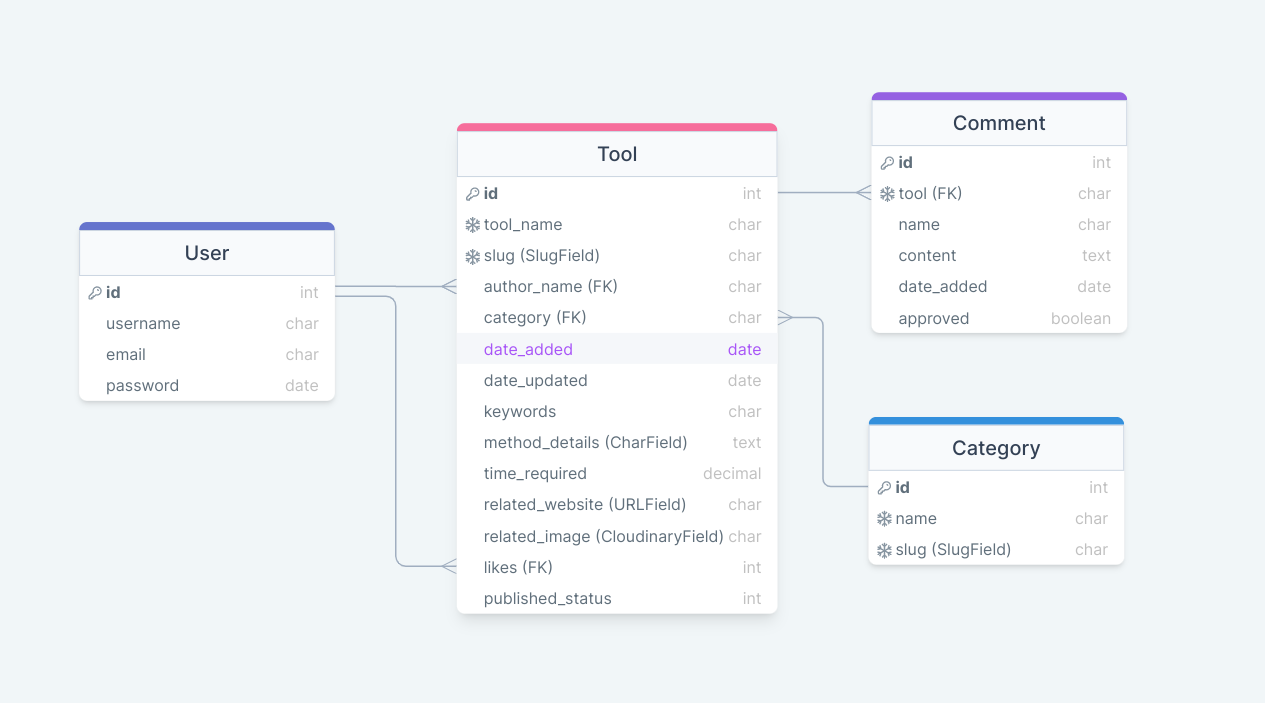 User
id int
username char
email char
password date
Tool
id int
tool_name char
slug (SlugField) char
author_name (FK) char
category (FK) char
date_added date
date_updated date
keywords char
method_details (CharField) text
time_required decimal
related_website (URLField) char
related_image (CloudinaryField) char
likes (FK) int
published_status int
Comment
id int
tool (FK) char
name char
content text
date_added date
approved boolean
Category
id int
name char
slug (SlugField) char